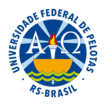 UNIVERSIDADE FEDERAL DE PELOTAS
Α Ω
RS-BRASIL